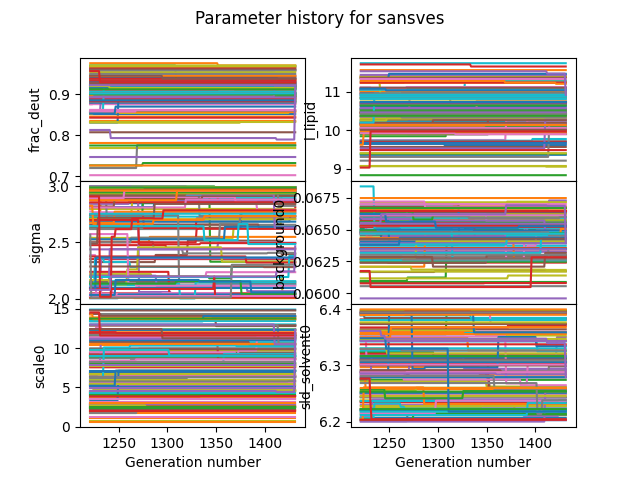 Parameter history for sansves
frac_deut
0.9
0.8
0.7
l_lipid
11
10
9
sigma
3.0
2.5
2.0
background0
0.0675
0.0650
0.0625
0.0600
scale0
15
10
5
0
1250 1300 1350 1400
Generation number
sld_solvent0
6.4
6.3
6.2
1250 1300 1350 1400
Generation number